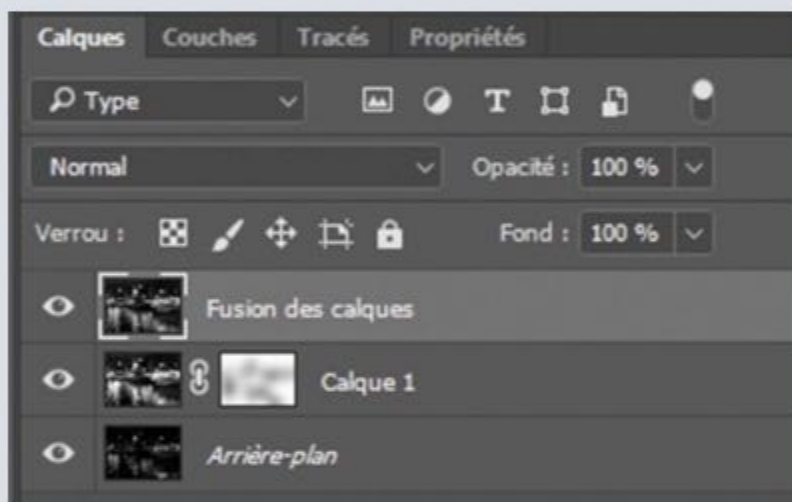 Calques Couches Tracés Propriétés
Type
Normal Opacité : 100 %
Verrou : Fond : 100 %
Fusion des calques
Calque 1
Arrière-plan